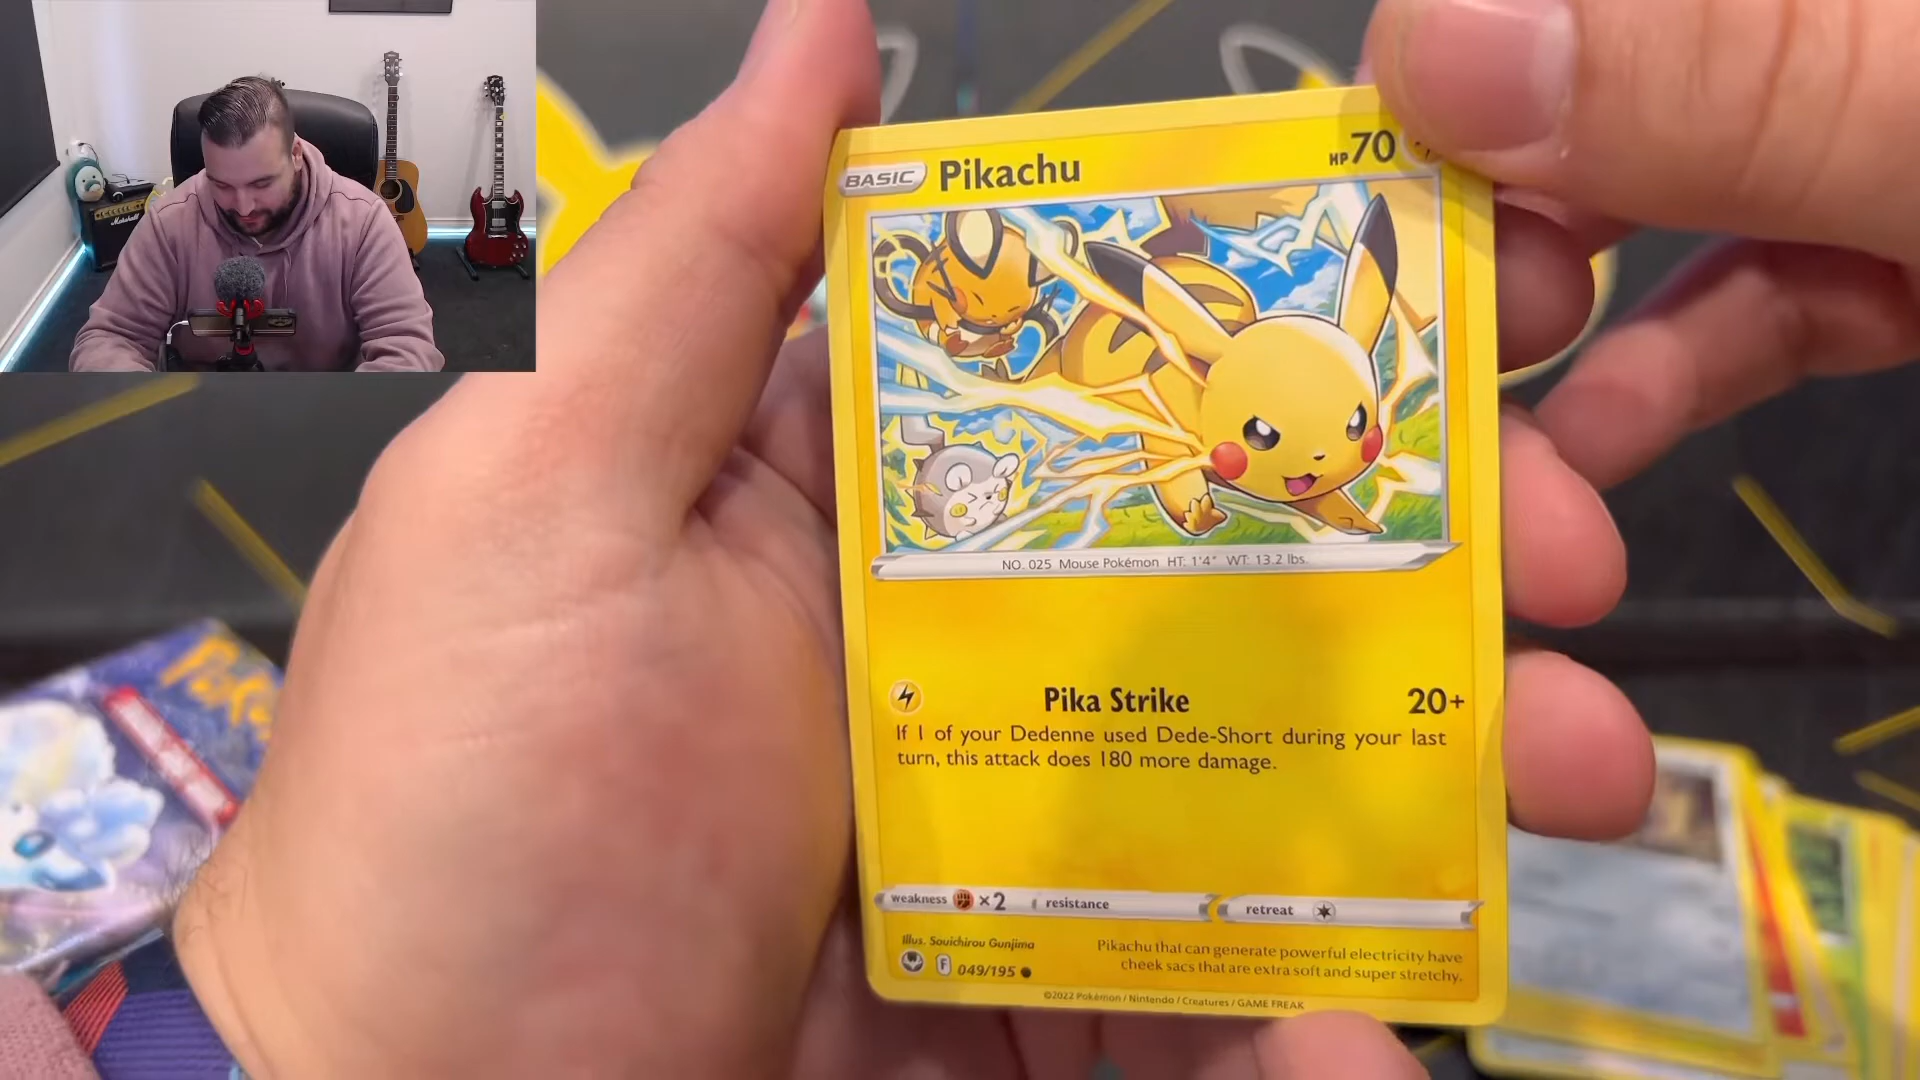 Marshall
BASIC Pikachu HP 70
NO. 025 Mouse Pokémon HT: 1'4" WT: 13.2 lbs.
Pika Strike 20+
If 1 of your Dedenne used Dede-Short during your last
turn, this attack does 180 more damage.
weakness ×2 resistance retreat
Illus. Souichirou Gunjima
F 049/195
Pikachu that can generate powerful electricity have
cheek sacs that are extra soft and super stretchy.
©2022 Pokémon / Nintendo / Creatures / GAME FREAK